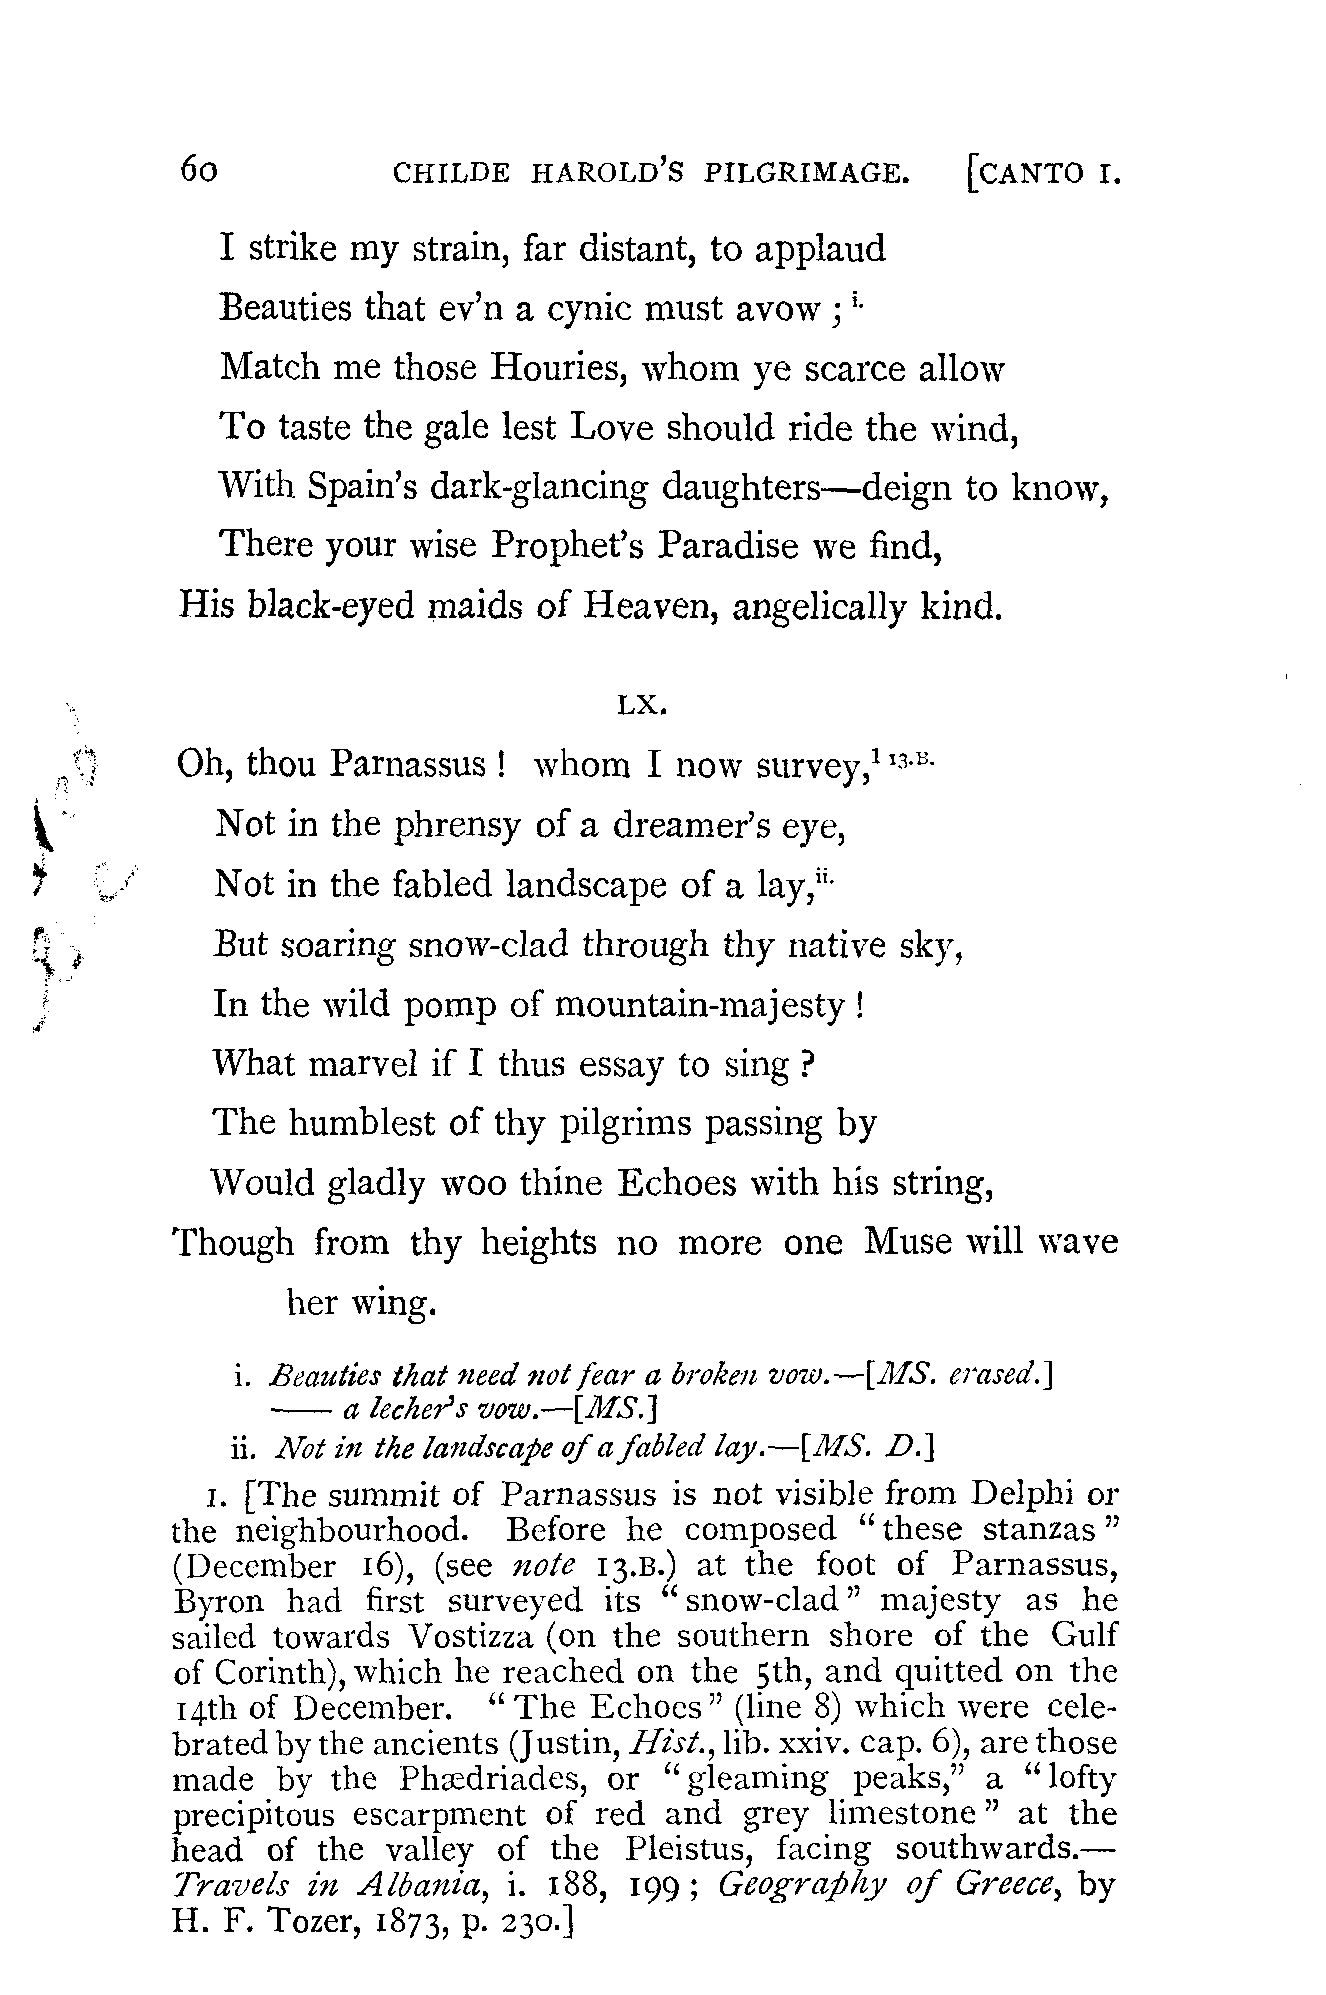 60 CHILDE HAROLD'S PILGRIMAGE. [CANTO I.
I strike my strain, far distant, to applaud
Beauties that ev'n a cynic must avow ; i.
Match me those Houries, whom ye scarce allow
To taste the gale lest Love should ride the wind,
With Spain's dark-glancing daughters—deign to know,
There your wise Prophet's Paradise we find,
His black-eyed maids of Heaven, angelically kind.
LX.
Oh, thou Parnassus ! whom I now survey,1 13.B.
Not in the phrensy of a dreamer's eye,
Not in the fabled landscape of a lay,ii.
But soaring snow-clad through thy native sky,
In the wild pomp of mountain-majesty !
What marvel if I thus essay to sing ?
The humblest of thy pilgrims passing by
Would gladly woo thine Echoes with his string,
Though from thy heights no more one Muse will wave
her wing.
i. Beauties that need not fear a broken vow.—[MS. erased.]
—— a lecher's vow.—[MS.]
ii. Not in the landscape of a fabled lay.—[MS. D.]
1. [The summit of Parnassus is not visible from Delphi or
the neighbourhood. Before he composed "these stanzas"
(December 16), (see note 13.B.) at the foot of Parnassus,
Byron had first surveyed its "snow-clad" majesty as he
sailed towards Vostizza (on the southern shore of the Gulf
of Corinth), which he reached on the 5th, and quitted on the
14th of December. "The Echoes" (line 8) which were cele-
brated by the ancients (Justin, Hist., lib. xxiv. cap. 6), are those
made by the Phædriades, or "gleaming peaks," a "lofty
precipitous escarpment of red and grey limestone" at the
head of the valley of the Pleistus, facing southwards.—
Travels in Albania, i. 188, 199 ; Geography of Greece, by
H. F. Tozer, 1873, p. 230.]